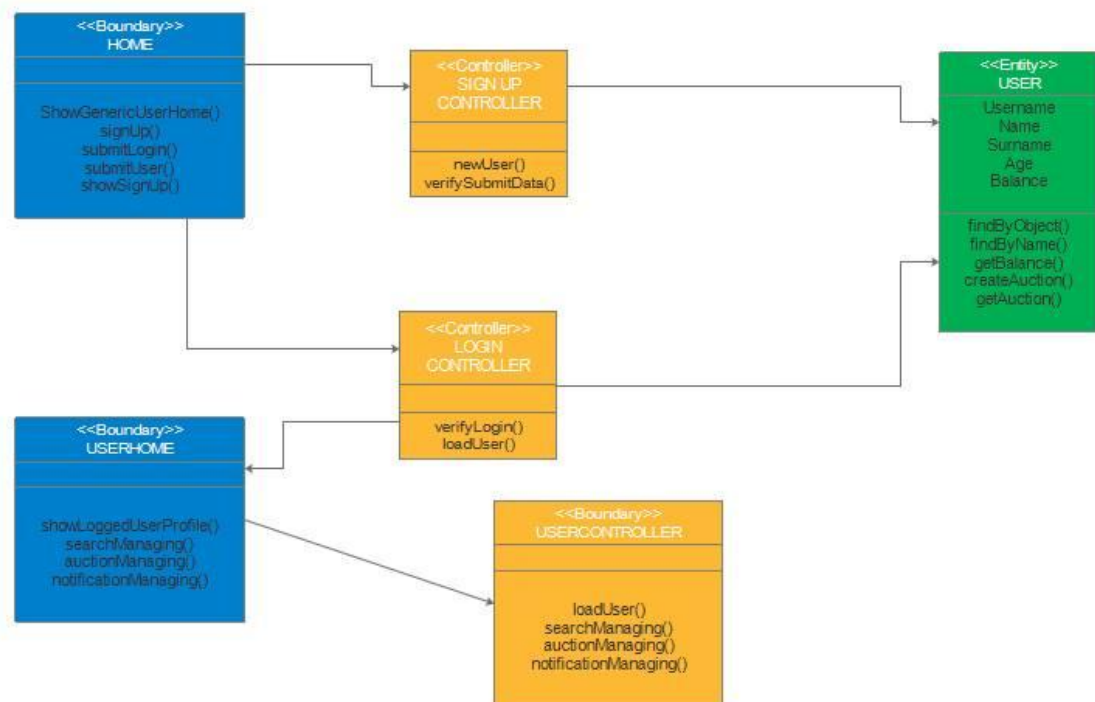 <<Boundary>>
HOME
ShowGenericUserHome()
signUp()
submitLogin()
submitUser()
showSignUp()
<<Controller>>
SIGN UP
CONTROLLER
newUser()
verifySubmitData()
<<Entity>>
USER
Username
Name
Surname
Age
Balance
findByObject()
findByName()
getBalance()
createAuction()
getAuction()
<<Controller>>
LOGIN
CONTROLLER
verifyLogin()
loadUser()
<<Boundary>>
USERHOME
showLoggedUserProfile()
searchManaging()
auctionManaging()
notificationManaging()
<<Boundary>>
USERCONTROLLER
loadUser()
searchManaging()
auctionManaging()
notificationManaging()